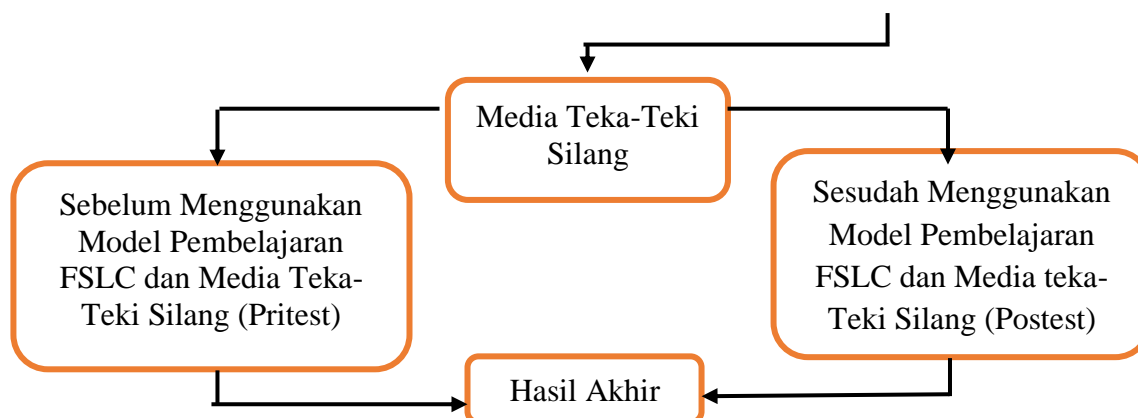 Media Teka-Teki
Silang
Sebelum Menggunakan
Model Pembelajaran
FSLC dan Media Teka-
Teki Silang (Pritest)
Sesudah Menggunakan
Model Pembelajaran
FSLC dan Media teka-
Teki Silang (Postest)
Hasil Akhir